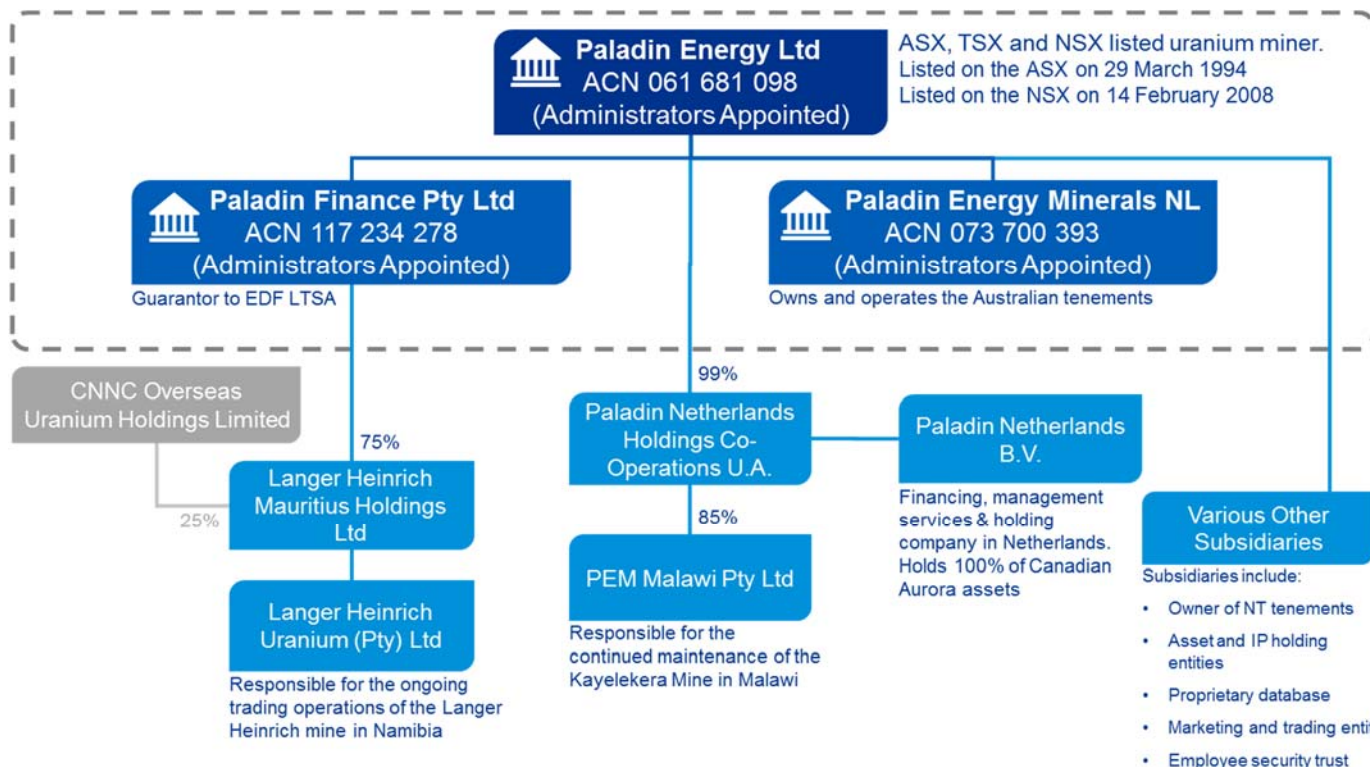 Paladin Energy Ltd
ACN 061 681 098
(Administrators Appointed)
ASX, TSX and NSX listed uranium miner.
Listed on the ASX on 29 March 1994
Listed on the NSX on 14 February 2008
Paladin Finance Pty Ltd
ACN 117 234 278
(Administrators Appointed)
Guarantor to EDF LTSA
Paladin Energy Minerals NL
ACN 073 700 393
(Administrators Appointed)
Owns and operates the Australian tenements
CNNC Overseas
Uranium Holdings Limited
25%
75%
Langer Heinrich
Mauritius Holdings
Ltd
Langer Heinrich
Uranium (Pty) Ltd
Responsible for the ongoing
trading operations of the Langer
Heinrich mine in Namibia
99%
Paladin Netherlands
Holdings Co-
Operations U.A.
85%
PEM Malawi Pty Ltd
Responsible for the
continued maintenance of the
Kayelekera Mine in Malawi
Paladin Netherlands
B.V.
Financing, management
services & holding
company in Netherlands.
Holds 100% of Canadian
Aurora assets
Various Other
Subsidiaries
Subsidiaries include:
• Owner of NT tenements
• Asset and IP holding
entities
• Proprietary database
• Marketing and trading
• Employee security trust